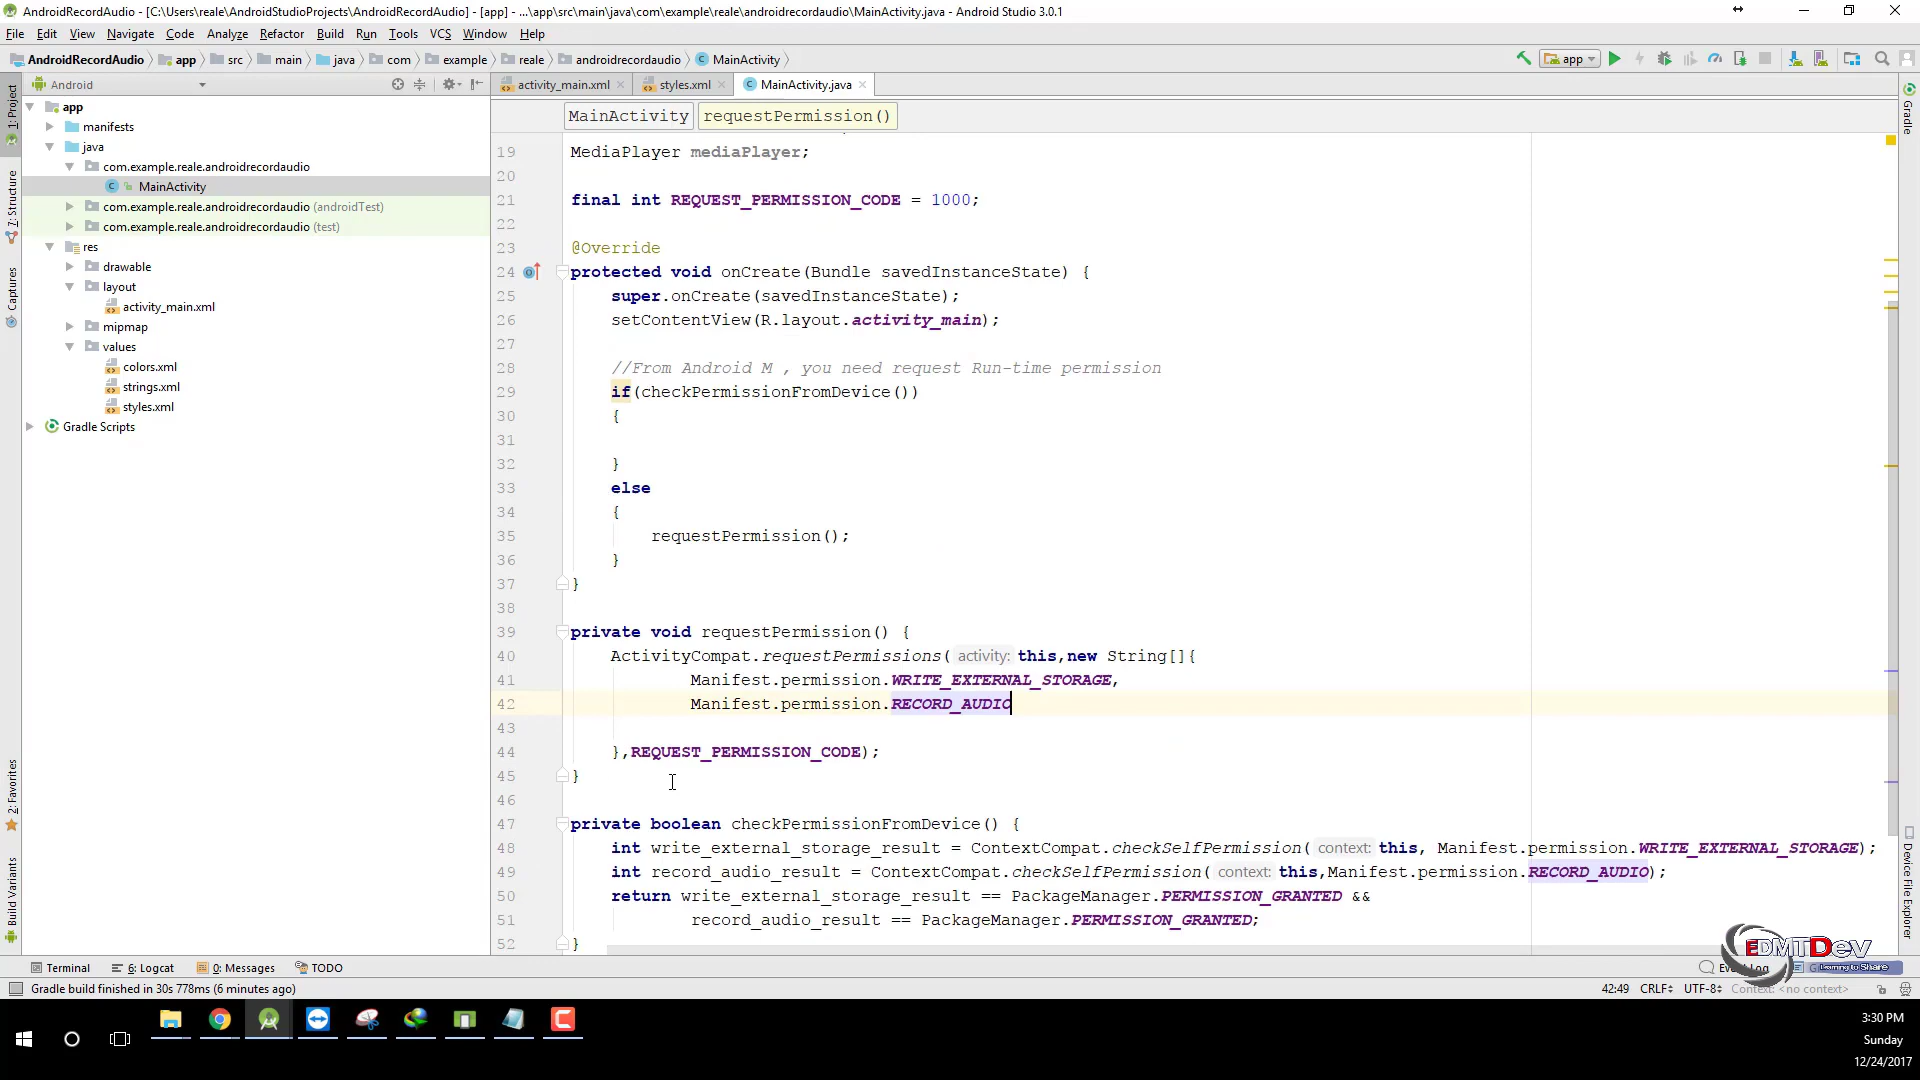 AndroidRecordAudio - [C:\Users\reale\AndroidStudioProjects\AndroidRecordAudio] - [app] - ...\app\src\main\java\com\example\reale\androidrecordaudio\MainActivity.java - Android Studio 3.0.1
File Edit View Navigate Code Analyze Refactor Build Run Tools VCS Window Help
AndroidRecordAudio app src main java com example reale androidrecordaudio MainActivity app
Android activity_main.xml styles.xml MainActivity.java
MainActivity requestPermission()
1: Project
7: Structure
Captures
2: Favorites
Build Variants
Gradle
Device File Explorer
app
manifests
java
com.example.reale.androidrecordaudio
MainActivity
com.example.reale.androidrecordaudio (androidTest)
com.example.reale.androidrecordaudio (test)
res
drawable
layout
activity_main.xml
mipmap
values
colors.xml
strings.xml
styles.xml
Gradle Scripts
19 MediaPlayer mediaPlayer;
20
21 final int REQUEST_PERMISSION_CODE = 1000;
22
23 @Override
24 protected void onCreate(Bundle savedInstanceState) {
25 super.onCreate(savedInstanceState);
26 setContentView(R.layout.activity_main);
27
28 //From Android M , you need request Run-time permission
29 if(checkPermissionFromDevice())
30 {
31
32 }
33 else
34 {
35 requestPermission();
36 }
37 }
38
39 private void requestPermission() {
40 ActivityCompat.requestPermissions( activity: this,new String[]{
41 Manifest.permission.WRITE_EXTERNAL_STORAGE,
42 Manifest.permission.RECORD_AUDIO
43
44 },REQUEST_PERMISSION_CODE);
45 }
46
47 private boolean checkPermissionFromDevice() {
48 int write_external_storage_result = ContextCompat.checkSelfPermission( context: this, Manifest.permission.WRITE_EXTERNAL_STORAGE);
49 int record_audio_result = ContextCompat.checkSelfPermission( context: this,Manifest.permission.RECORD_AUDIO);
50 return write_external_storage_result == PackageManager.PERMISSION_GRANTED &&
51 record_audio_result == PackageManager.PERMISSION_GRANTED;
52 }
EDMTDev
Learning to Share
Terminal 6: Logcat 0: Messages TODO Event Log
Gradle build finished in 30s 778ms (6 minutes ago) 42:49 CRLF UTF-8 Context: <no context>
3:30 PM
Sunday
12/24/2017